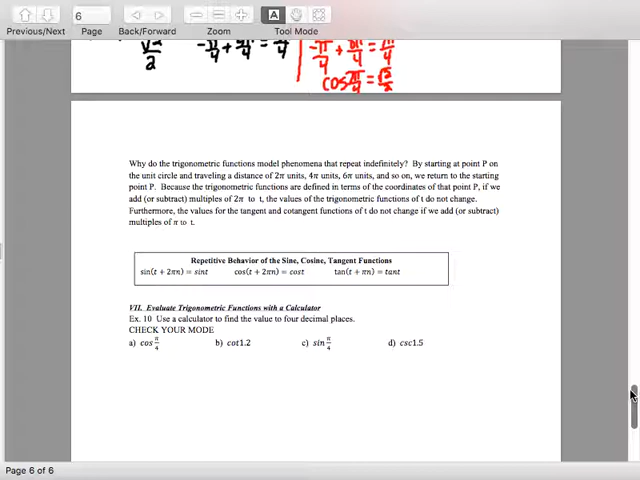 6
Previous/Next Page Back/Forward Zoom Tool Mode
2
-π/4 + 8π/4 = 7π/4
cos 7π/4 = √2/2
Why do the trigonometric functions model phenomena that repeat indefinitely? By starting at point P on
the unit circle and traveling a distance of 2π units, 4π units, 6π units, and so on, we return to the starting
point P. Because the trigonometric functions are defined in terms of the coordinates of that point P, if we
add (or subtract) multiples of 2π to t, the values of the trigonometric functions of t do not change.
Furthermore, the values for the tangent and cotangent functions of t do not change if we add (or subtract)
multiples of π to t.
Repetitive Behavior of the Sine, Cosine, Tangent Functions
sin(t + 2πn) = sint cos(t + 2πn) = cost tan(t + πn) = tant
VII. Evaluate Trigonometric Functions with a Calculator
Ex. 10 Use a calculator to find the value to four decimal places.
CHECK YOUR MODE
a) cos π/4 b) cot1.2 c) sin π/4 d) csc1.5
Page 6 of 6